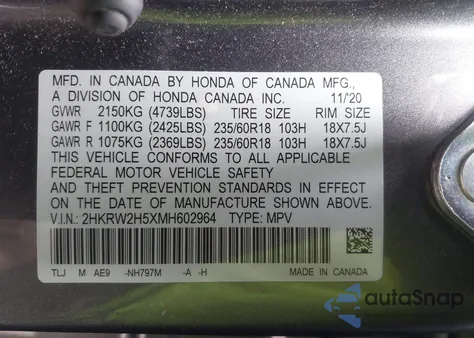 MFD. IN CANADA BY HONDA OF CANADA MFG.,
A DIVISION OF HONDA CANADA INC. 11/20
GVWR 2150KG (4739LBS) TIRE SIZE RIM SIZE
GAWR F 1100KG (2425LBS) 235/60R18 103H 18X7.5J
GAWR R 1075KG (2369LBS) 235/60R18 103H 18X7.5J
THIS VEHICLE CONFORMS TO ALL APPLICABLE
FEDERAL MOTOR VEHICLE SAFETY
AND THEFT PREVENTION STANDARDS IN EFFECT
ON THE DATE OF MANUFACTURE SHOWN ABOVE.
V.I.N.: 2HKRW2H5XMH602964 TYPE: MPV
TLJ M AE9 -NH797M -A -H MADE IN CANADA
autoSnap